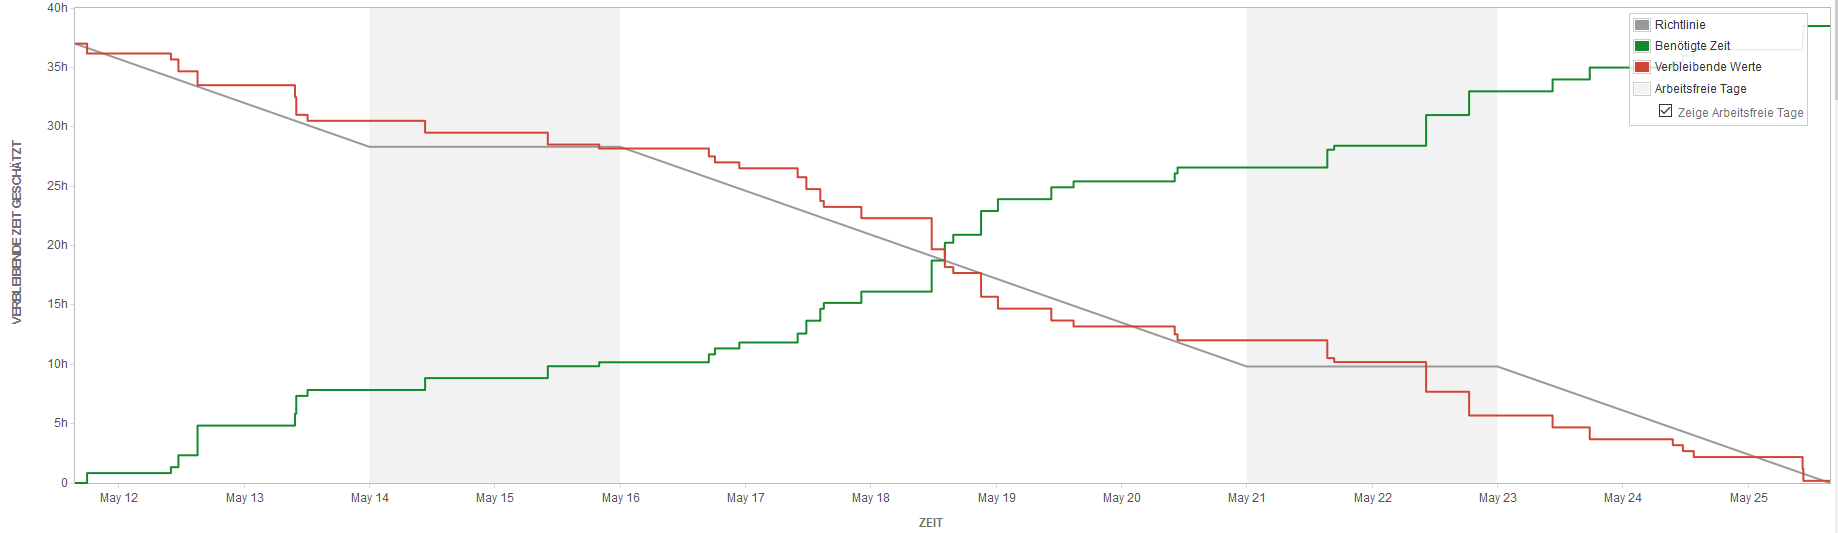 40h
35h
30h
25h
20h
15h
10h
5h
0
VERBLEIBENDE ZEIT GESCHÄTZT
Richtlinie
Benötigte Zeit
Verbleibende Werte
Arbeitsfreie Tage
Zeige Arbeitsfreie Tage
May 12 May 13 May 14 May 15 May 16 May 17 May 18 May 19 May 20 May 21 May 22 May 23 May 24 May 25
ZEIT